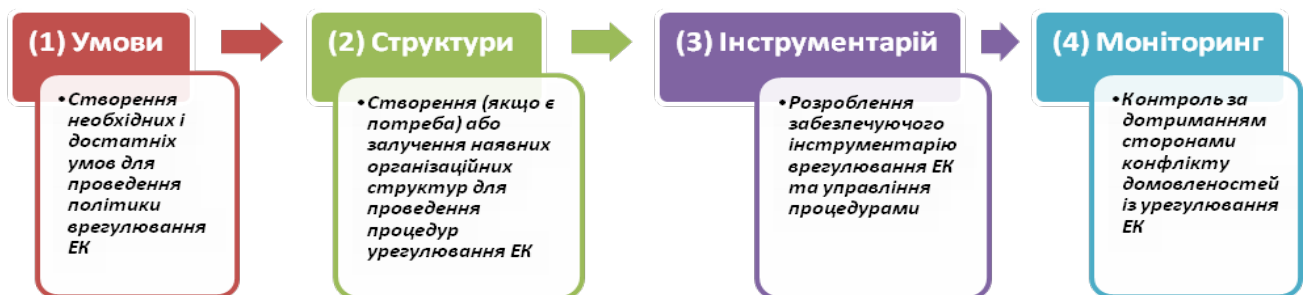 (1) Умови
•Створення
необхідних і
достатніх
умов для
проведення
політики
врегулювання
ЕК
(2) Структури
•Створення (якщо є
потреба) або
залучення наявних
організаційних
структур для
проведення
процедур
урегулювання ЕК
(3) Інструментарій
•Розроблення
забезпечуючого
інструментарію
врегулювання ЕК
та управління
процедурами
(4) Моніторинг
•Контроль за
дотриманням
сторонами
конфлікту
домовленостей
із урегулювання
ЕК